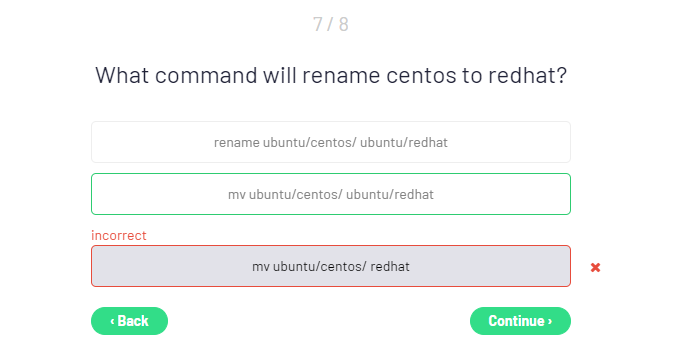 7 / 8
What command will rename centos to redhat?
rename ubuntu/centos/ ubuntu/redhat
mv ubuntu/centos/ ubuntu/redhat
incorrect
mv ubuntu/centos/ redhat
‹ Back
Continue ›